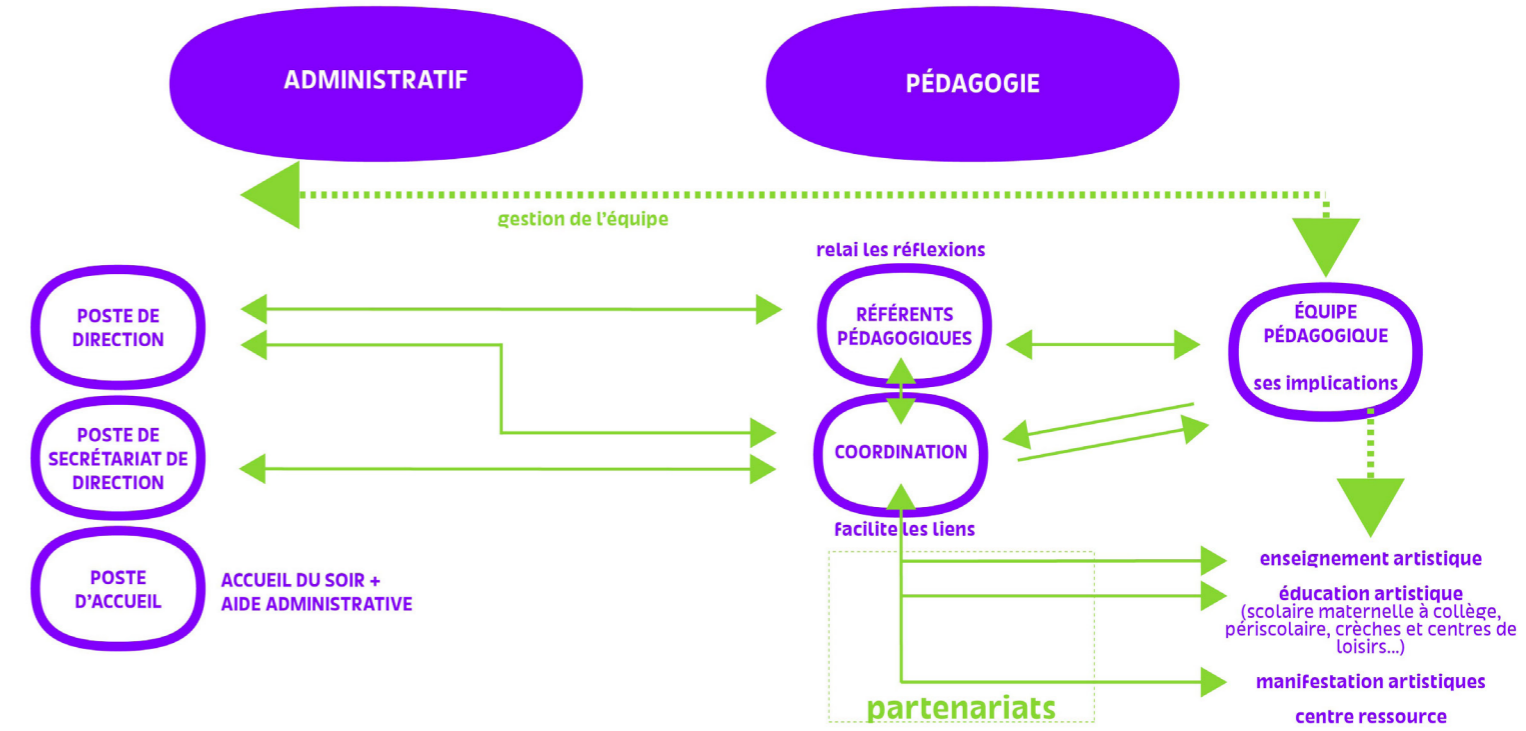 ADMINISTRATIF
PÉDAGOGIE
gestion de l'équipe
relai les réflexions
POSTE DE
DIRECTION
RÉFÉRENTS
PÉDAGOGIQUES
ÉQUIPE
PÉDAGOGIQUE
ses implications
POSTE DE
SECRÉTARIAT DE
DIRECTION
COORDINATION
facilite les liens
POSTE
D'ACCUEIL
ACCUEIL DU SOIR +
AIDE ADMINISTRATIVE
enseignement artistique
éducation artistique
(scolaire maternelle à collège,
périscolaire, crèches et centres de
loisirs...)
manifestation artistiques
centre ressource
partenariats